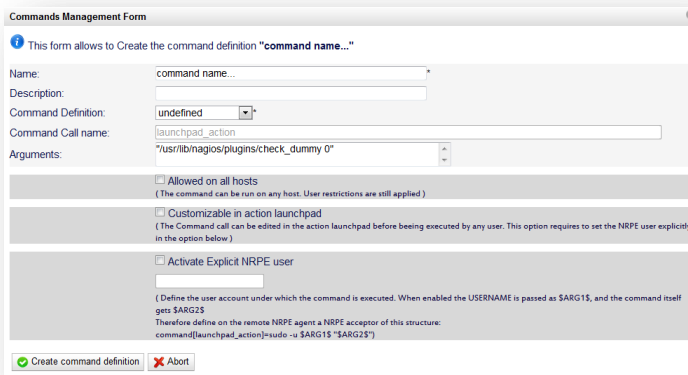 Commands Management Form
This form allows to Create the command definition "command name..."
Name: command name... *
Description:
Command Definition: undefined *
Command Call name: launchpad_action
Arguments: "/usr/lib/nagios/plugins/check_dummy 0"
Allowed on all hosts
( The command can be run on any host. User restrictions are still applied )
Customizable in action launchpad
( The Command call can be edited in the action launchpad before beeing executed by any user. This option requires to set the NRPE user explicitly
in the option below )
Activate Explicit NRPE user
( Define the user account under which the command is executed. When enabled the USERNAME is passed as $ARG1$, and the command itself
gets $ARG2$
Therefore define on the remote NRPE agent a NRPE acceptor of this structure:
command[launchpad_action]=sudo -u $ARG1$ "$ARG2$")
Create command definition Abort